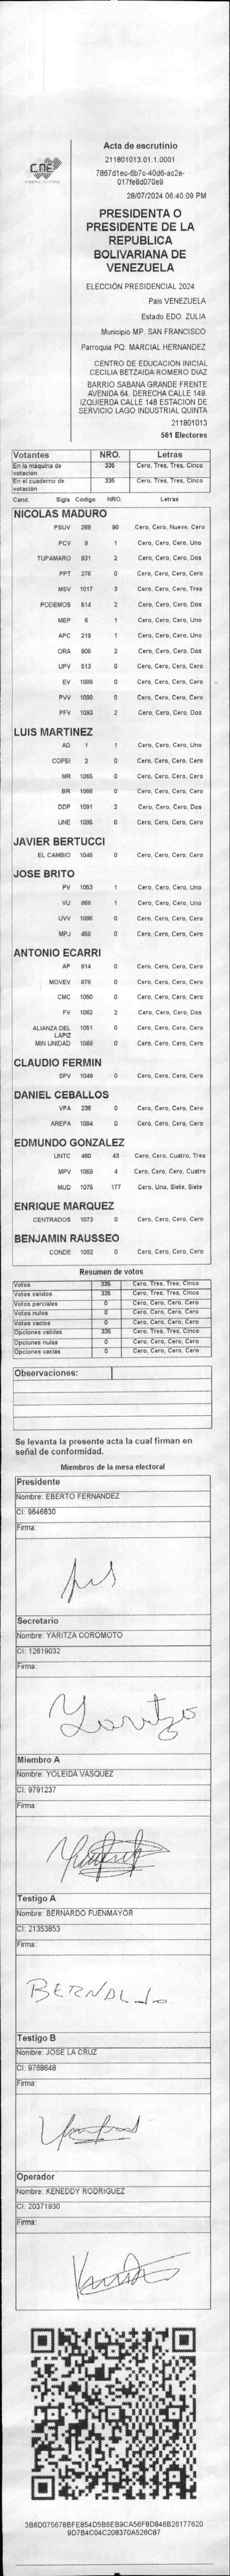 CNE
Acta de escrutinio
211801013.01.1.0001
7867d1ec-6b7c-40d6-ac2e-
017fe8d070e9
28/07/2024 06:40:09 PM
PRESIDENTA O
PRESIDENTE DE LA
REPUBLICA
BOLIVARIANA DE
VENEZUELA
ELECCIÓN PRESIDENCIAL 2024
Pais VENEZUELA
Estado EDO. ZULIA
Municipio MP. SAN FRANCISCO
Parroquia PQ. MARCIAL HERNANDEZ
CENTRO DE EDUCACION INICIAL
CECILIA BETZAIDA ROMERO DIAZ
BARRIO SABANA GRANDE FRENTE
AVENIDA 64. DERECHA CALLE 149.
IZQUIERDA CALLE 148 ESTACION DE
SERVICIO LAGO INDUSTRIAL QUINTA
211801013
561 Electores
Votantes NRO. Letras
En la máquina de votación 335 Cero, Tres, Tres, Cinco
En el cuaderno de votación 335 Cero, Tres, Tres, Cinco
Cand. Sigla Codigo NRO. Letras
NICOLAS MADURO
PSUV 269 90 Cero, Cero, Nueve, Cero
PCV 9 1 Cero, Cero, Cero, Uno
TUPAMARO 931 2 Cero, Cero, Cero, Dos
PPT 276 0 Cero, Cero, Cero, Cero
MSV 1017 3 Cero, Cero, Cero, Tres
PODEMOS 514 2 Cero, Cero, Cero, Dos
MEP 5 1 Cero, Cero, Cero, Uno
APC 219 1 Cero, Cero, Cero, Uno
ORA 906 2 Cero, Cero, Cero, Dos
UPV 513 0 Cero, Cero, Cero, Cero
EV 1089 0 Cero, Cero, Cero, Cero
PVV 1090 0 Cero, Cero, Cero, Cero
PFV 1093 2 Cero, Cero, Cero, Dos
LUIS MARTINEZ
AD 1 1 Cero, Cero, Cero, Uno
COPEI 2 0 Cero, Cero, Cero, Cero
MR 1065 0 Cero, Cero, Cero, Cero
BR 1066 0 Cero, Cero, Cero, Cero
DDP 1091 2 Cero, Cero, Cero, Dos
UNE 1095 0 Cero, Cero, Cero, Cero
JAVIER BERTUCCI
EL CAMBIO 1048 0 Cero, Cero, Cero, Cero
JOSE BRITO
PV 1053 1 Cero, Cero, Cero, Uno
VU 868 1 Cero, Cero, Cero, Uno
UVV 1096 0 Cero, Cero, Cero, Cero
MPJ 458 0 Cero, Cero, Cero, Cero
ANTONIO ECARRI
AP 814 0 Cero, Cero, Cero, Cero
MOVEV 878 0 Cero, Cero, Cero, Cero
CMC 1050 0 Cero, Cero, Cero, Cero
FV 1062 2 Cero, Cero, Cero, Dos
ALIANZA DEL LAPIZ 1051 0 Cero, Cero, Cero, Cero
MIN UNIDAD 1069 0 Cero, Cero, Cero, Cero
CLAUDIO FERMIN
SPV 1049 0 Cero, Cero, Cero, Cero
DANIEL CEBALLOS
VPA 236 0 Cero, Cero, Cero, Cero
AREPA 1094 0 Cero, Cero, Cero, Cero
EDMUNDO GONZALEZ
UNTC 460 43 Cero, Cero, Cuatro, Tres
MPV 1069 4 Cero, Cero, Cero, Cuatro
MUD 1075 177 Cero, Uno, Siete, Siete
ENRIQUE MARQUEZ
CENTRADOS 1073 0 Cero, Cero, Cero, Cero
BENJAMIN RAUSSEO
CONDE 1092 0 Cero, Cero, Cero, Cero
Resumen de votos
Votos 335 Cero, Tres, Tres, Cinco
Votos validos 335 Cero, Tres, Tres, Cinco
Votos parciales 0 Cero, Cero, Cero, Cero
Votos nulos 0 Cero, Cero, Cero, Cero
Votos vacios 0 Cero, Cero, Cero, Cero
Opciones validas 335 Cero, Tres, Tres, Cinco
Opciones nulas 0 Cero, Cero, Cero, Cero
Opciones vacias 0 Cero, Cero, Cero, Cero
Observaciones:
Se levanta la presente acta la cual firman en
señal de conformidad.
Miembros de la mesa electoral
Presidente
Nombre: EBERTO FERNANDEZ
CI: 9646830
Firma:
Secretario
Nombre: YARITZA COROMOTO
CI: 12619032
Firma:
Yaritza
Miembro A
Nombre: YOLEIDA VASQUEZ
CI: 9791237
Firma:
Testigo A
Nombre: BERNARDO FUENMAYOR
CI: 21353853
Firma:
Testigo B
Nombre: JOSE LA CRUZ
CI: 9768648
Firma:
Operador
Nombre: KENEDDY RODRIGUEZ
CI: 20371930
Firma:
3B6D075678BFE854D5B6EB9CA56F8D846B26177620
9D7B4C04C208370A526C87